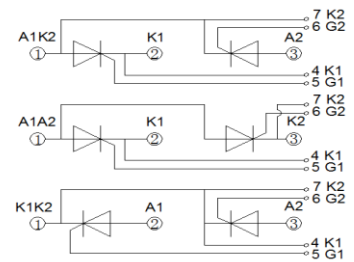 7 K2
A1K2 K1 A2 6 G2
① ② ③
4 K1
5 G1
7 K2
A1A2 K1 K2 6 G2
① ② ③
4 K1
5 G1
7 K2
K1K2 A1 A2 6 G2
① ② ③
4 K1
5 G1